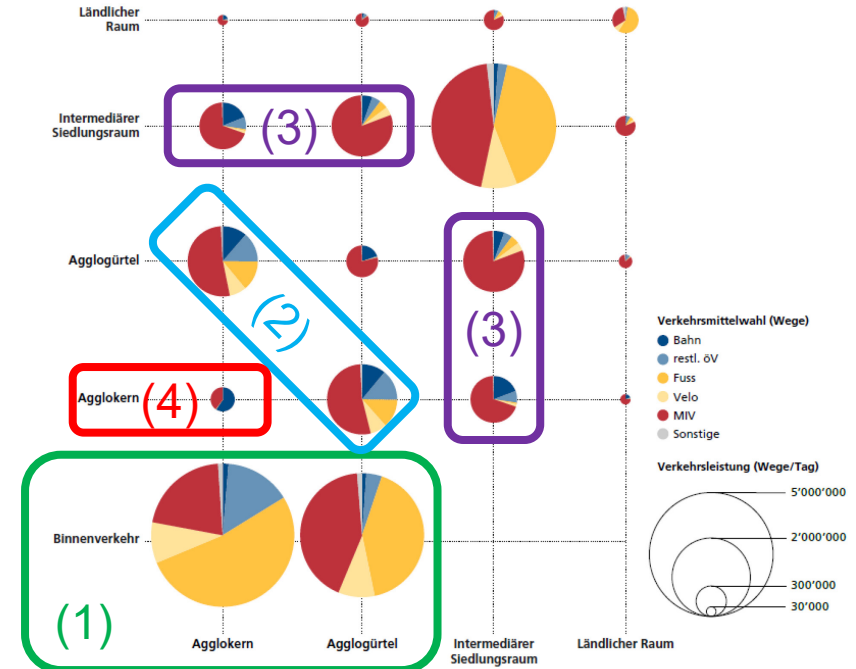 Ländlicher
Raum
Intermediärer
Siedlungsraum
(3)
Agglogürtel
(2)
(3)
Agglokern
(4)
Binnenverkehr
(1)
Agglokern
Agglogürtel
Intermediärer
Siedlungsraum
Ländlicher Raum
Verkehrsmittelwahl (Wege)
Bahn
restl. öV
Fuss
Velo
MIV
Sonstige
Verkehrsleistung (Wege/Tag)
5'000'000
2'000'000
300'000
30'000